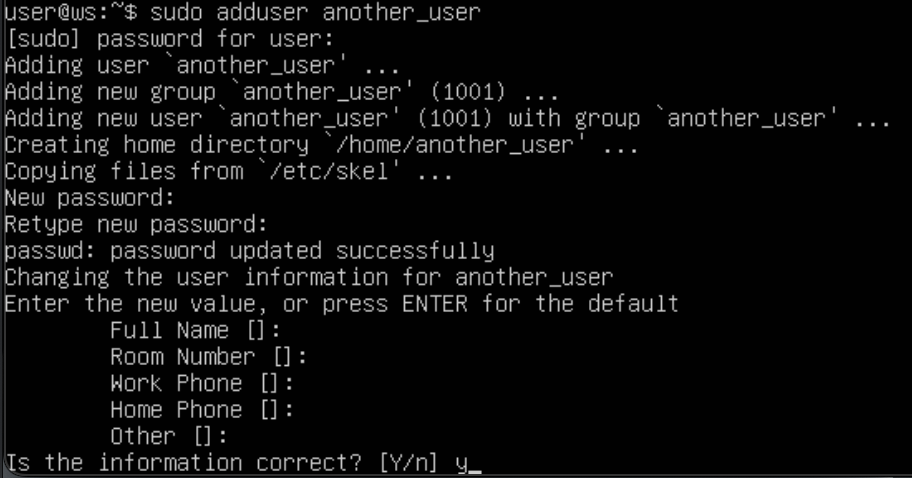 user@ws:~$ sudo adduser another_user
[sudo] password for user:
Adding user `another_user' ...
Adding new group `another_user' (1001) ...
Adding new user `another_user' (1001) with group `another_user' ...
Creating home directory `/home/another_user' ...
Copying files from `/etc/skel' ...
New password:
Retype new password:
passwd: password updated successfully
Changing the user information for another_user
Enter the new value, or press ENTER for the default
        Full Name []:
        Room Number []:
        Work Phone []:
        Home Phone []:
        Other []:
Is the information correct? [Y/n] y_